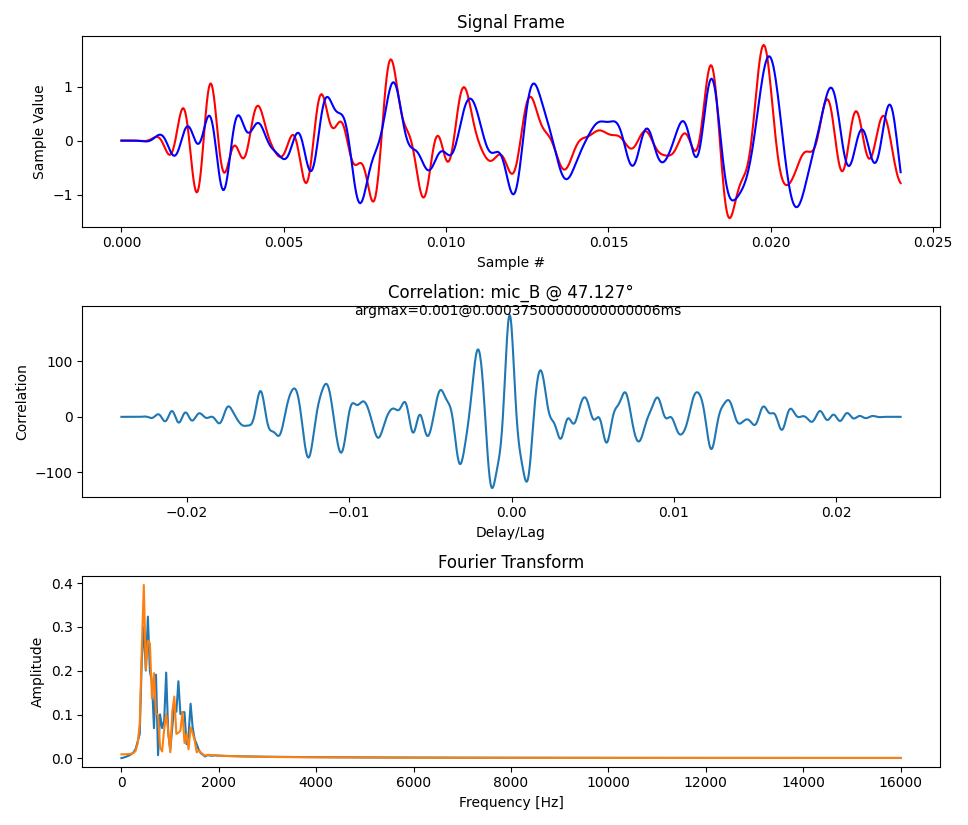 Signal Frame
Sample Value
1
0
−1
0.000 0.005 0.010 0.015 0.020 0.025
Sample #
Correlation: mic_B @ 47.127°
argmax=0.001@0.00037500000000000006ms
Correlation
100
0
−100
−0.02 −0.01 0.00 0.01 0.02
Delay/Lag
Fourier Transform
Amplitude
0.4
0.3
0.2
0.1
0.0
0 2000 4000 6000 8000 10000 12000 14000 16000
Frequency [Hz]